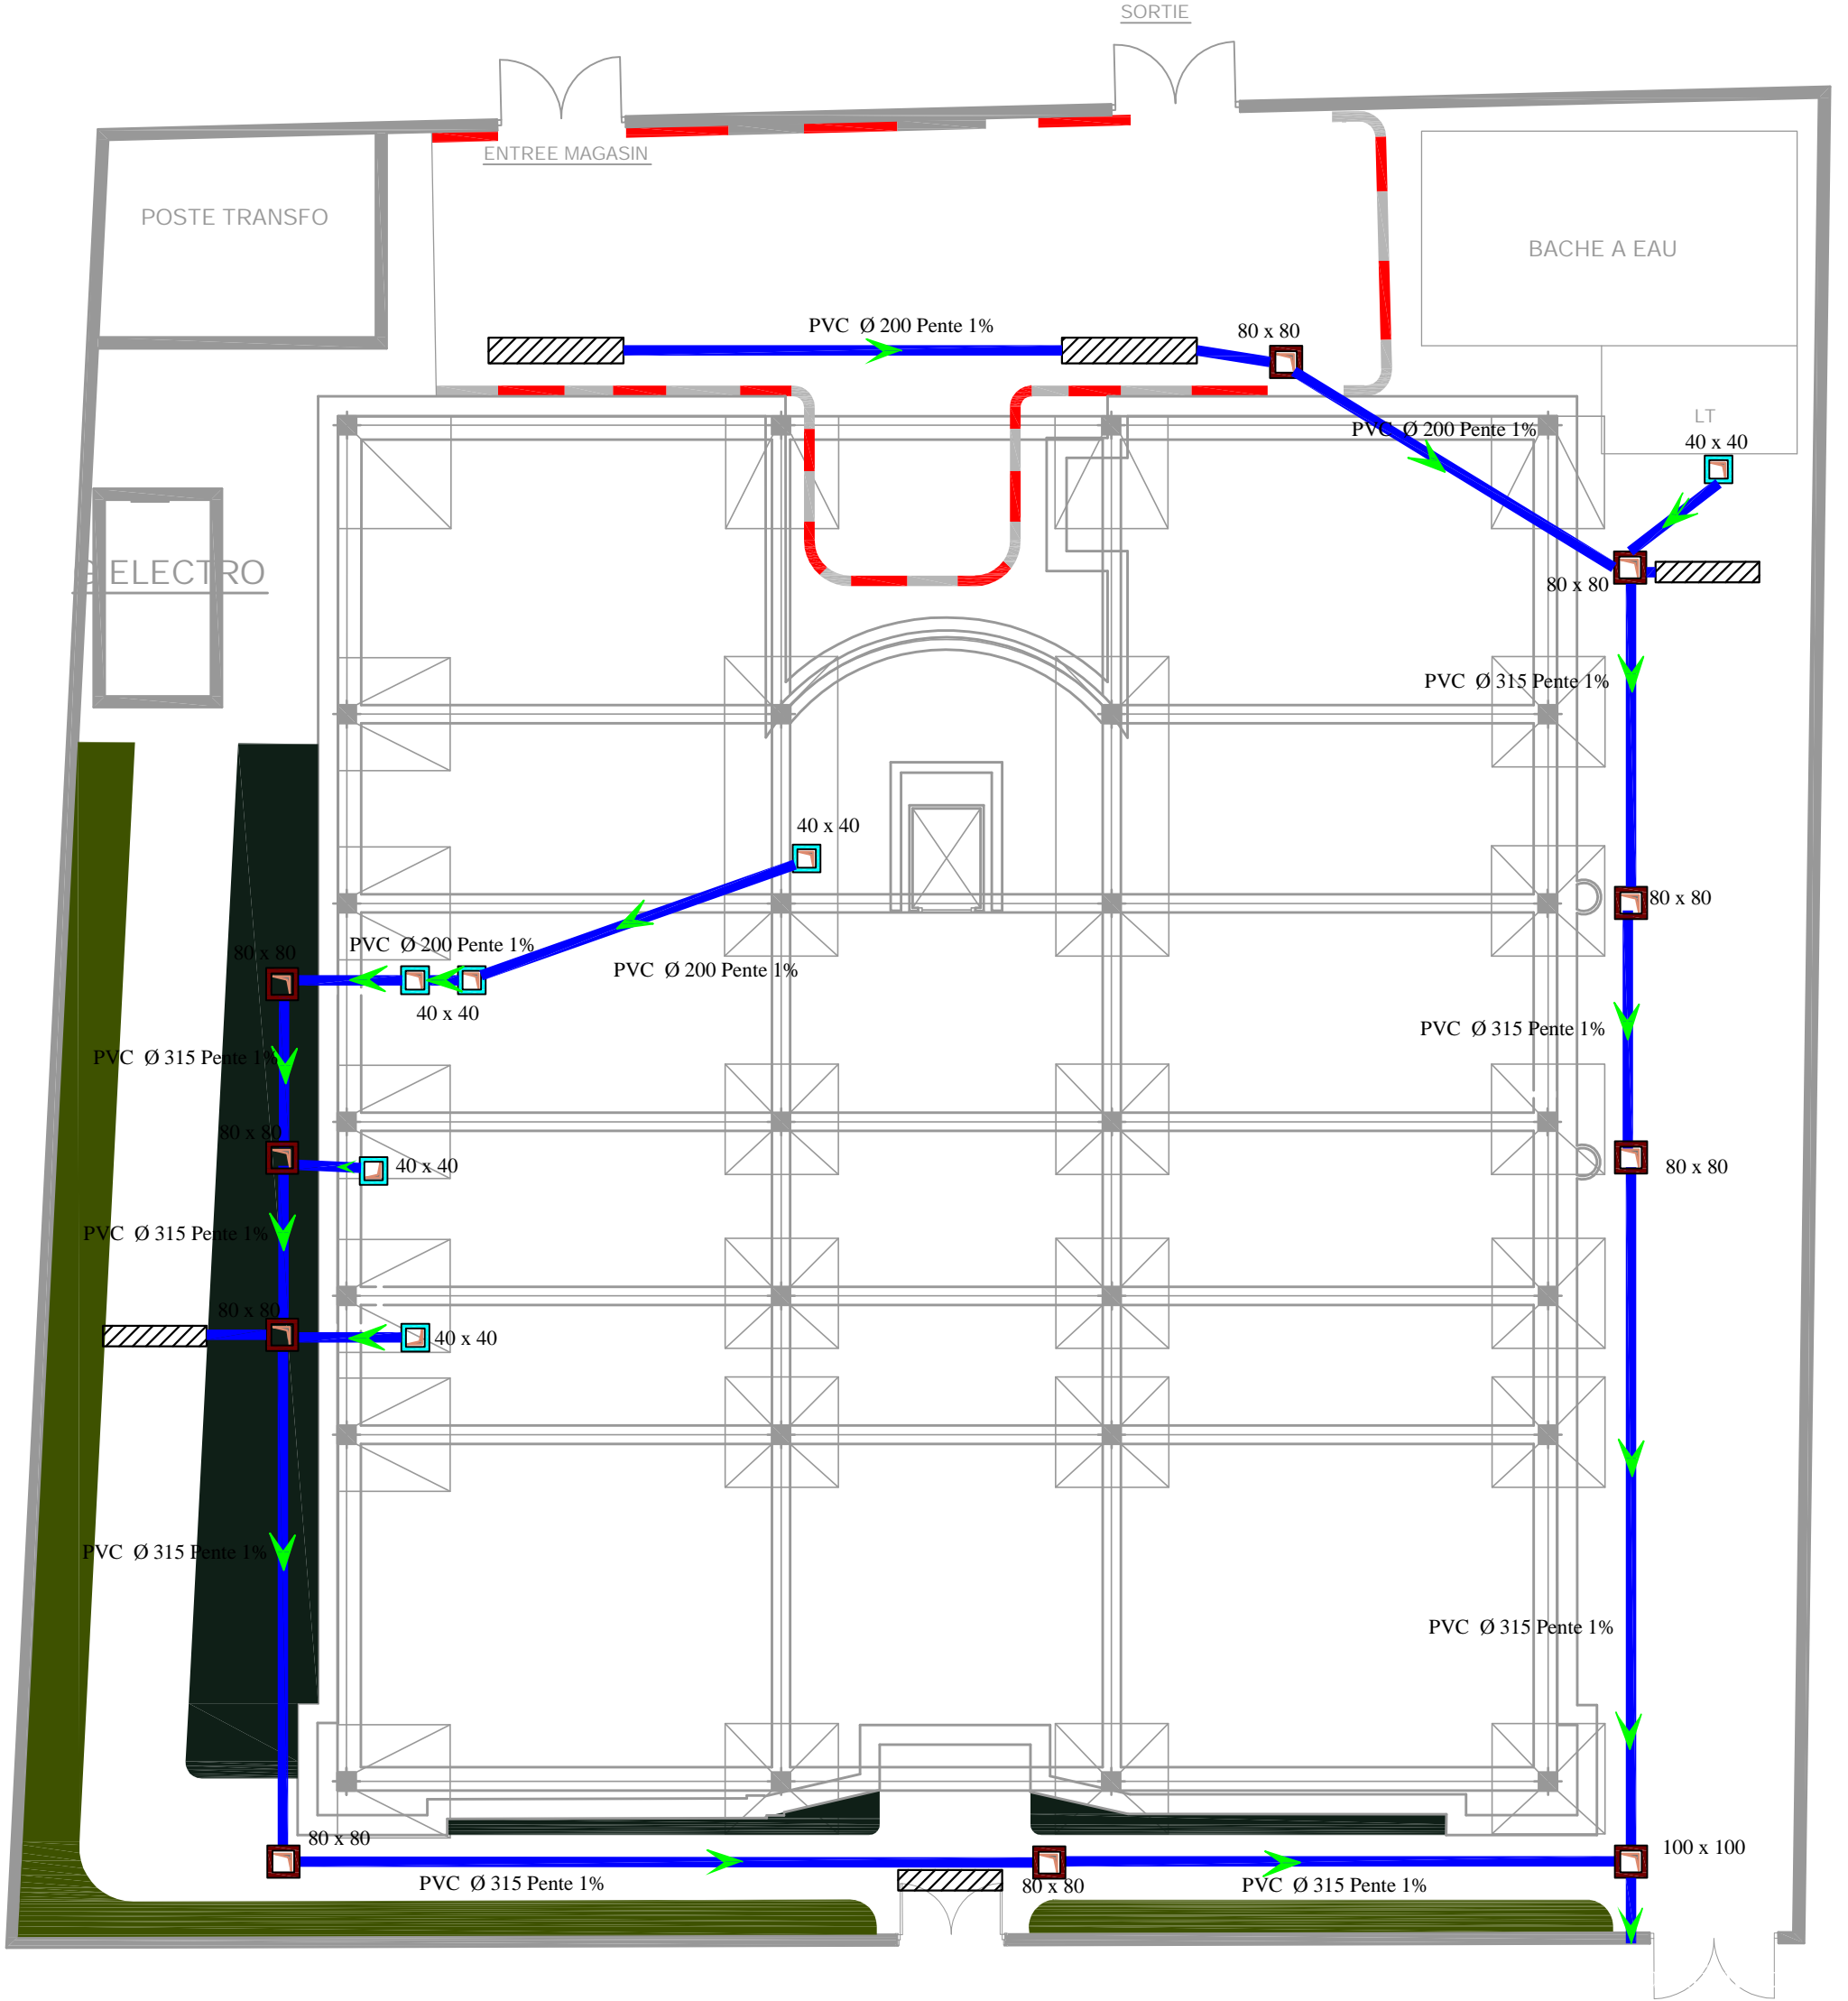 SORTIE
ENTREE MAGASIN
POSTE TRANSFO
BACHE A EAU
PVC Ø 200 Pente 1%
80 x 80
LT
PVC Ø 200 Pente 1%
40 x 40
ELECTRO
80 x 80
PVC Ø 315 Pente 1%
40 x 40
80 x 80
PVC Ø 200 Pente 1%
80 x 80
PVC Ø 200 Pente 1%
40 x 40
PVC Ø 315 Pente 1%
PVC Ø 315 Pente 1%
80 x 80
40 x 40
80 x 80
PVC Ø 315 Pente 1%
80 x 80
40 x 40
PVC Ø 315 Pente 1%
PVC Ø 315 Pente 1%
80 x 80
100 x 100
PVC Ø 315 Pente 1%
80 x 80
PVC Ø 315 Pente 1%